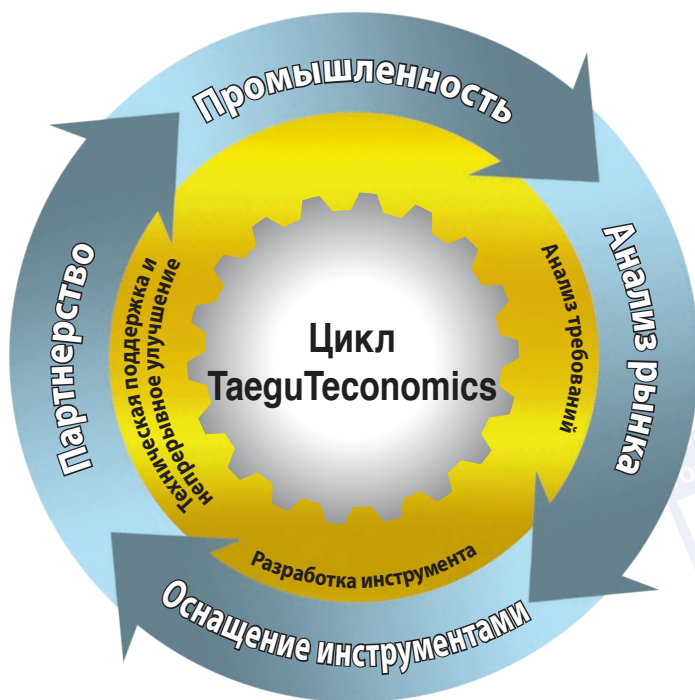 Промышленность
Анализ рынка
Оснащение инструментами
Партнерство
Анализ требований
Разработка инструмента
Техническая поддержка и
непрерывное улучшение
Цикл
TaeguTeconomics